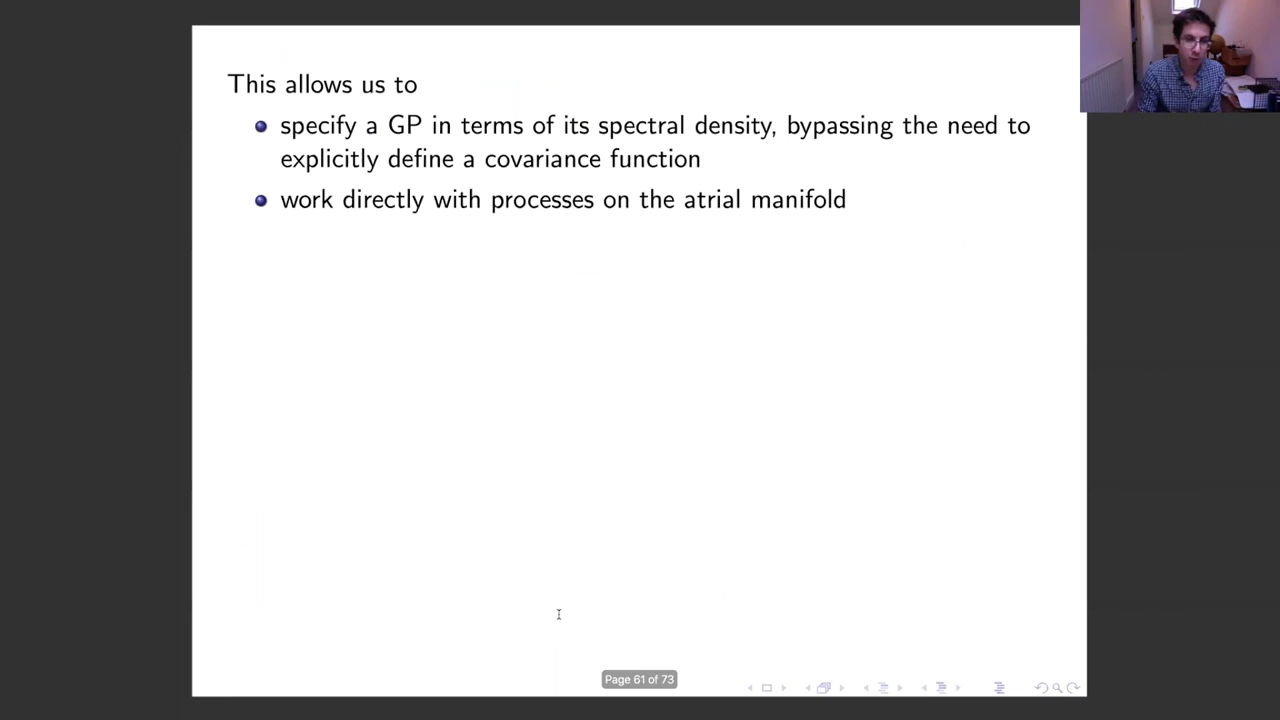 This allows us to
specify a GP in terms of its spectral density, bypassing the need to
explicitly define a covariance function
work directly with processes on the atrial manifold
Page 61 of 73